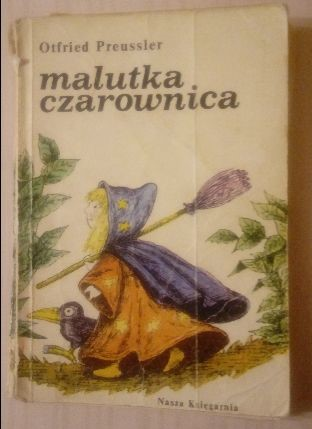 Otfried Preussler
malutka
czarownica
Nasza Księgarnia